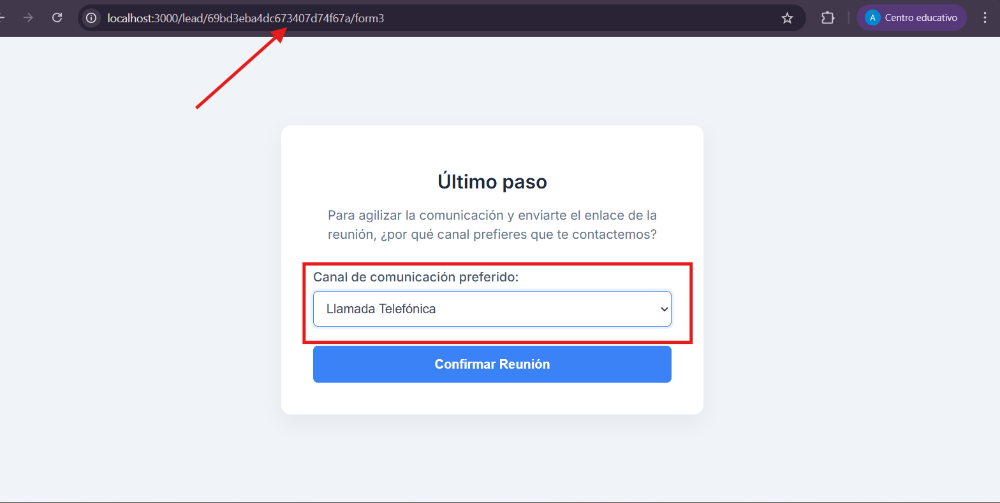 localhost:3000/lead/69bd3eba4dc673407d74f67a/form3
A Centro educativo
Último paso
Para agilizar la comunicación y enviarte el enlace de la
reunión, ¿por qué canal prefieres que te contactemos?
Canal de comunicación preferido:
Llamada Telefónica
Confirmar Reunión